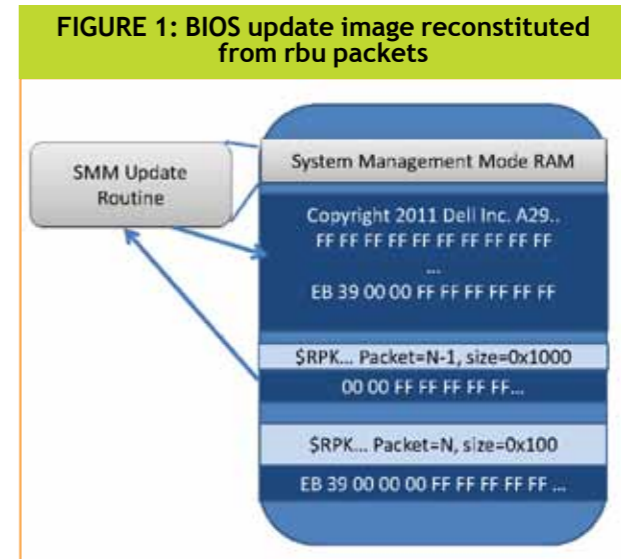 FIGURE 1: BIOS update image reconstituted
from rbu packets
SMM Update
Routine
System Management Mode RAM
Copyright 2011 Dell Inc. A29..
FF FF FF FF FF FF FF FF FF FF
...
EB 39 00 00 FF FF FF FF FF FF
$RPK... Packet=N-1, size=0x1000
00 00 FF FF FF FF FF...
$RPK... Packet=N, size=0x100
EB 39 00 00 00 FF FF FF FF FF ...